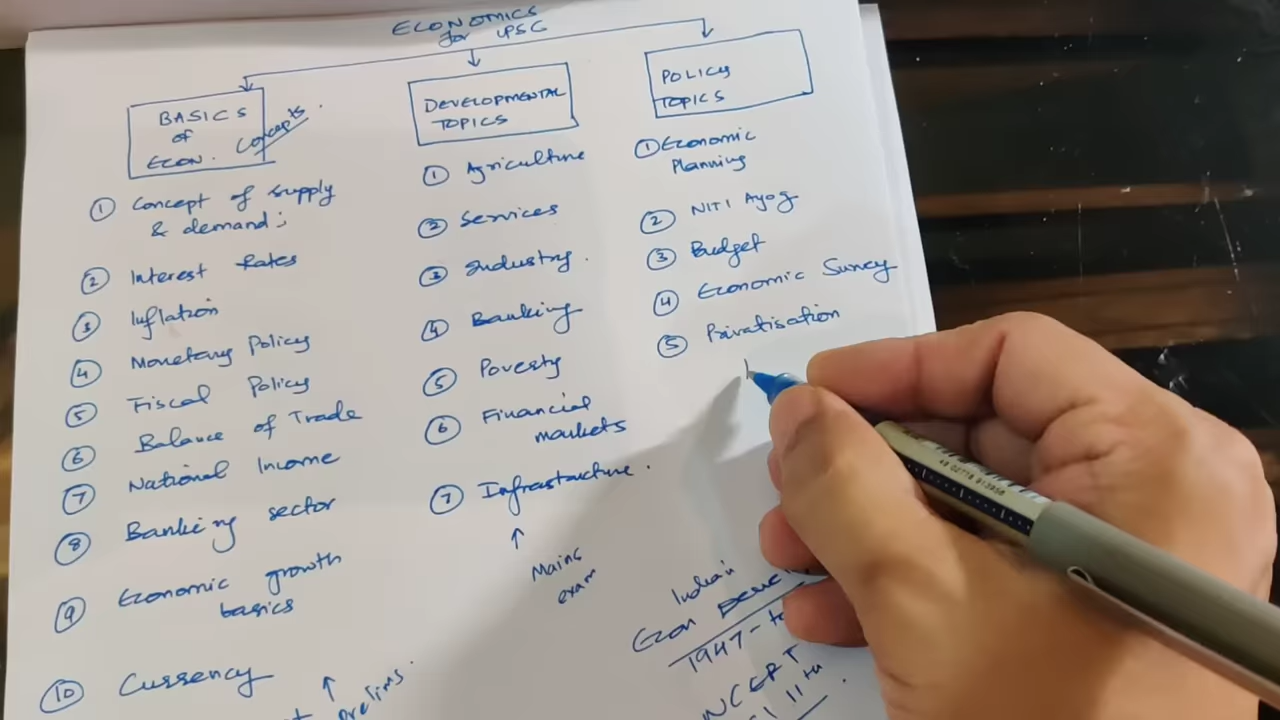 ECONOMICS
for UPSC
BASICS
of
ECON. Concepts.
① Concept of supply
& demand;
② Interest Rates
③ Inflation
④ Monetary Policy
⑤ Fiscal Policy
⑥ Balance of Trade
⑦ National Income
⑧ Banking sector
⑨ Economic growth
basics
⑩ Currency
↑
prelims.
DEVELOPMENTAL
TOPICS
① Agriculture
② Services
③ Industry.
④ Banking
⑤ Poverty
⑥ Financial
markets
⑦ Infrastructure.
↑
Mains
exam
POLICY
TOPICS
① Economic
Planning
② NITI Ayog
③ Budget
④ Economic Survey
⑤ Privatisation
Indian
Econ
1947 -
NCERT
11th.